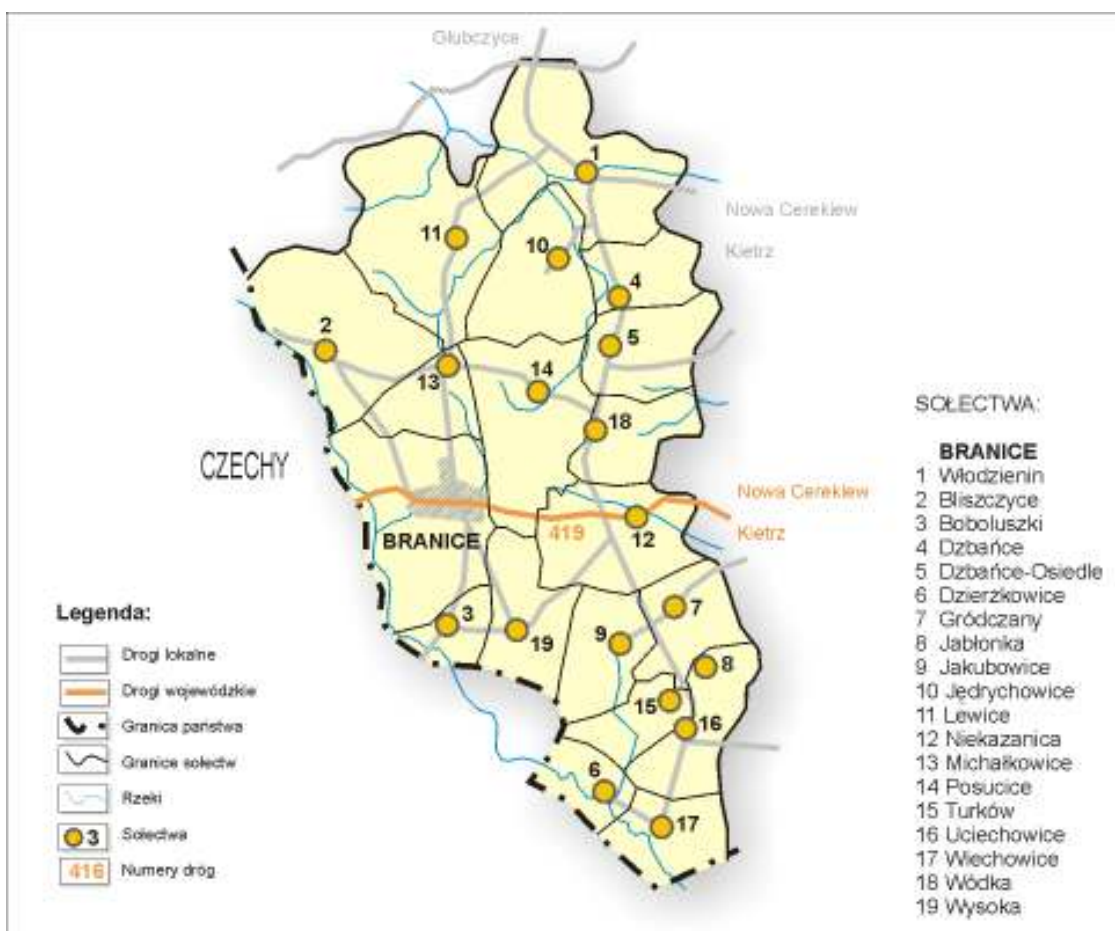 Głubczyce
1
Nowa Cerekiew
Kietrz
11
10
4
2
5
13
14
18
CZECHY
Nowa Cerekiew
Kietrz
419
12
BRANICE
3
19
9
7
8
15
16
6
17
Legenda:
Drogi lokalne
Drogi wojewódzkie
Granica państwa
Granice sołectw
Rzeki
3 Sołectwa
416 Numery dróg
SOŁECTWA:
BRANICE
1 Włodzienin
2 Bliszczyce
3 Boboluszki
4 Dzbańce
5 Dzbańce-Osiedle
6 Dzierżkowice
7 Gródczany
8 Jabłonka
9 Jakubowice
10 Jędrychowice
11 Lewice
12 Niekazanica
13 Michałkowice
14 Posucice
15 Turków
16 Uciechowice
17 Wiechowice
18 Wódka
19 Wysoka